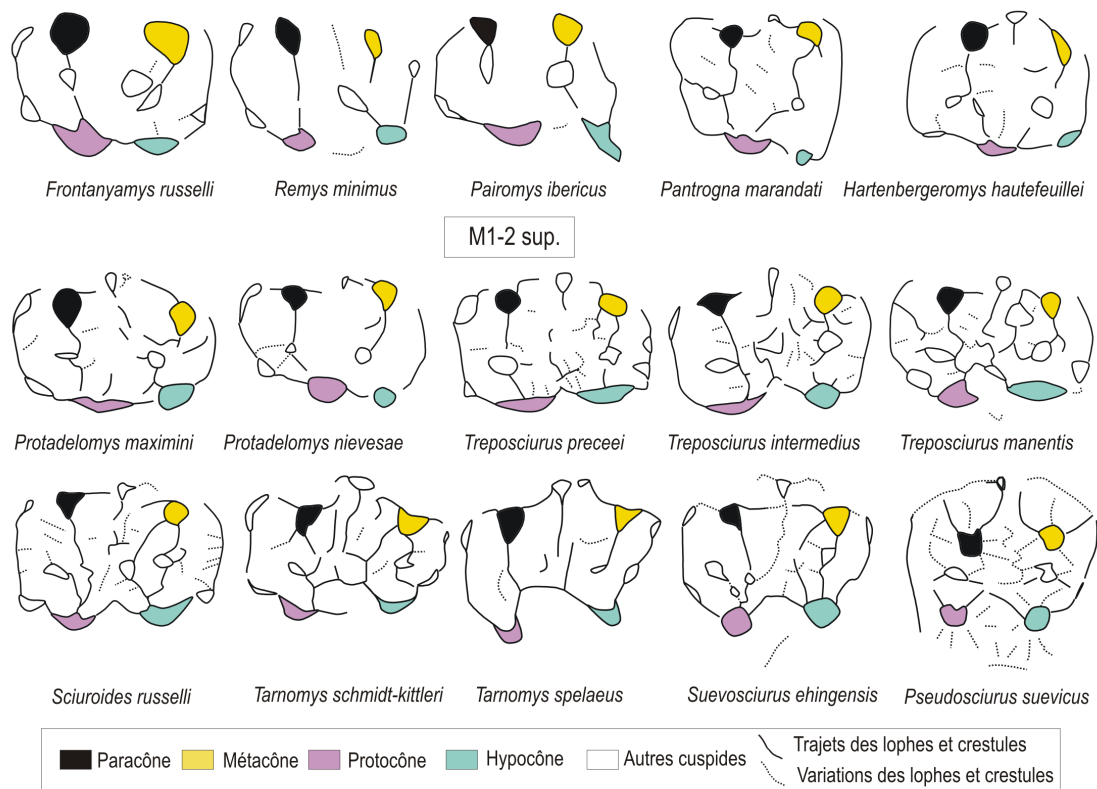 Frontanyamys russelli
Remys minimus
Pairomys ibericus
Pantrogna marandati
Hartenbergeromys hautefeuillei
M1-2 sup.
Protadelomys maximini
Protadelomys nievesae
Treposciurus preceei
Treposciurus intermedius
Treposciurus manentis
Sciuroides russelli
Tarnomys schmidt-kittleri
Tarnomys spelaeus
Suevosciurus ehingensis
Pseudosciurus suevicus
Paracône
Métacône
Protocône
Hypocône
Autres cuspides
Trajets des lophes et crestules
Variations des lophes et crestules